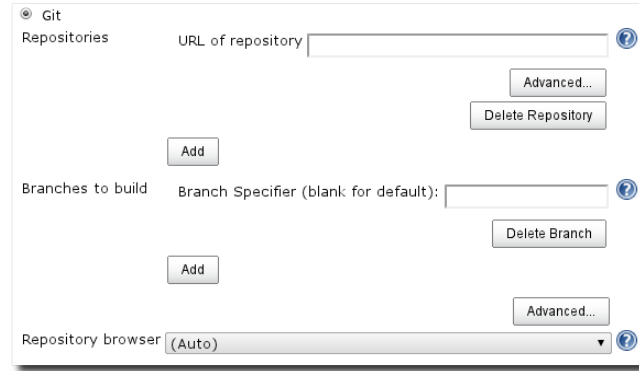 Git
Repositories URL of repository
Advanced...
Delete Repository
Add
Branches to build Branch Specifier (blank for default):
Delete Branch
Add
Advanced...
Repository browser (Auto)